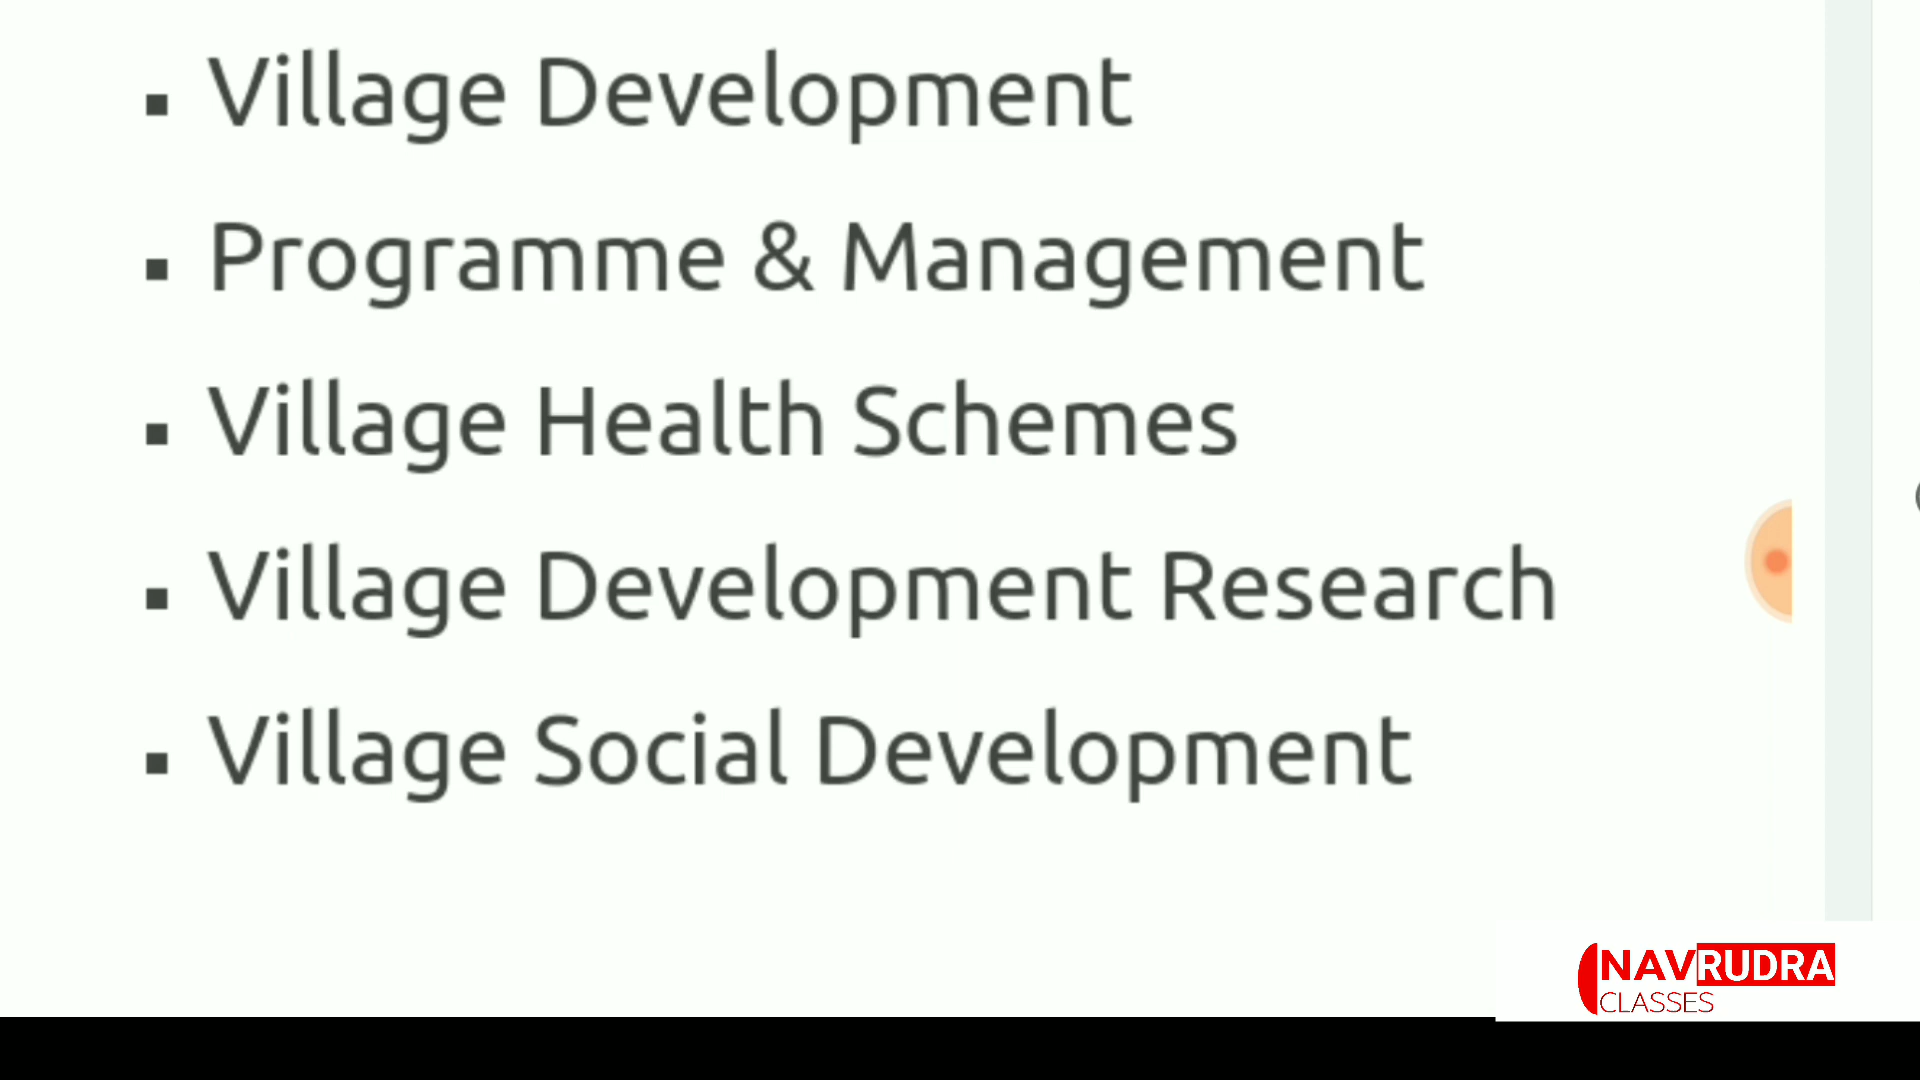 ▪ Village Development
▪ Programme & Management
▪ Village Health Schemes
▪ Village Development Research
▪ Village Social Development
NAVRUDRA
CLASSES